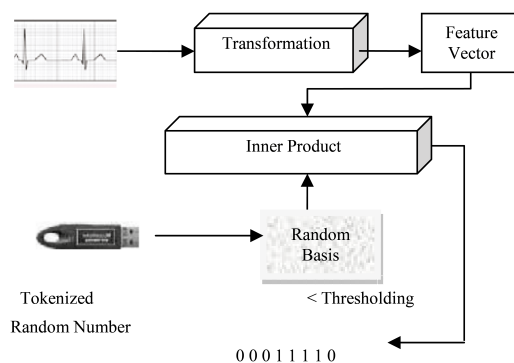 Transformation
Feature
Vector
Inner Product
Random
Basis
Tokenized
Random Number
< Thresholding
0 0 0 1 1 1 1 0